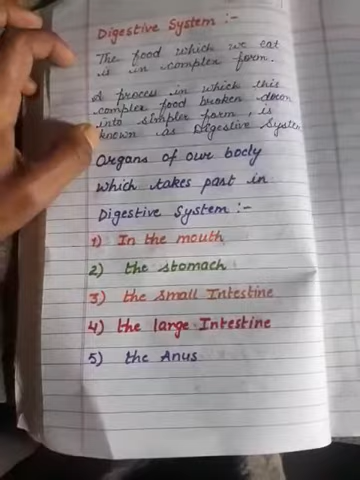 Digestive System :-
The food which we eat
is in complex form.
A process in which this
complex food broken down
into simpler form, is
known as Digestive System
Organs of our body
which takes part in
Digestive System :-
1) In the mouth
2) the stomach
3) the small Intestine
4) the large Intestine
5) the Anus